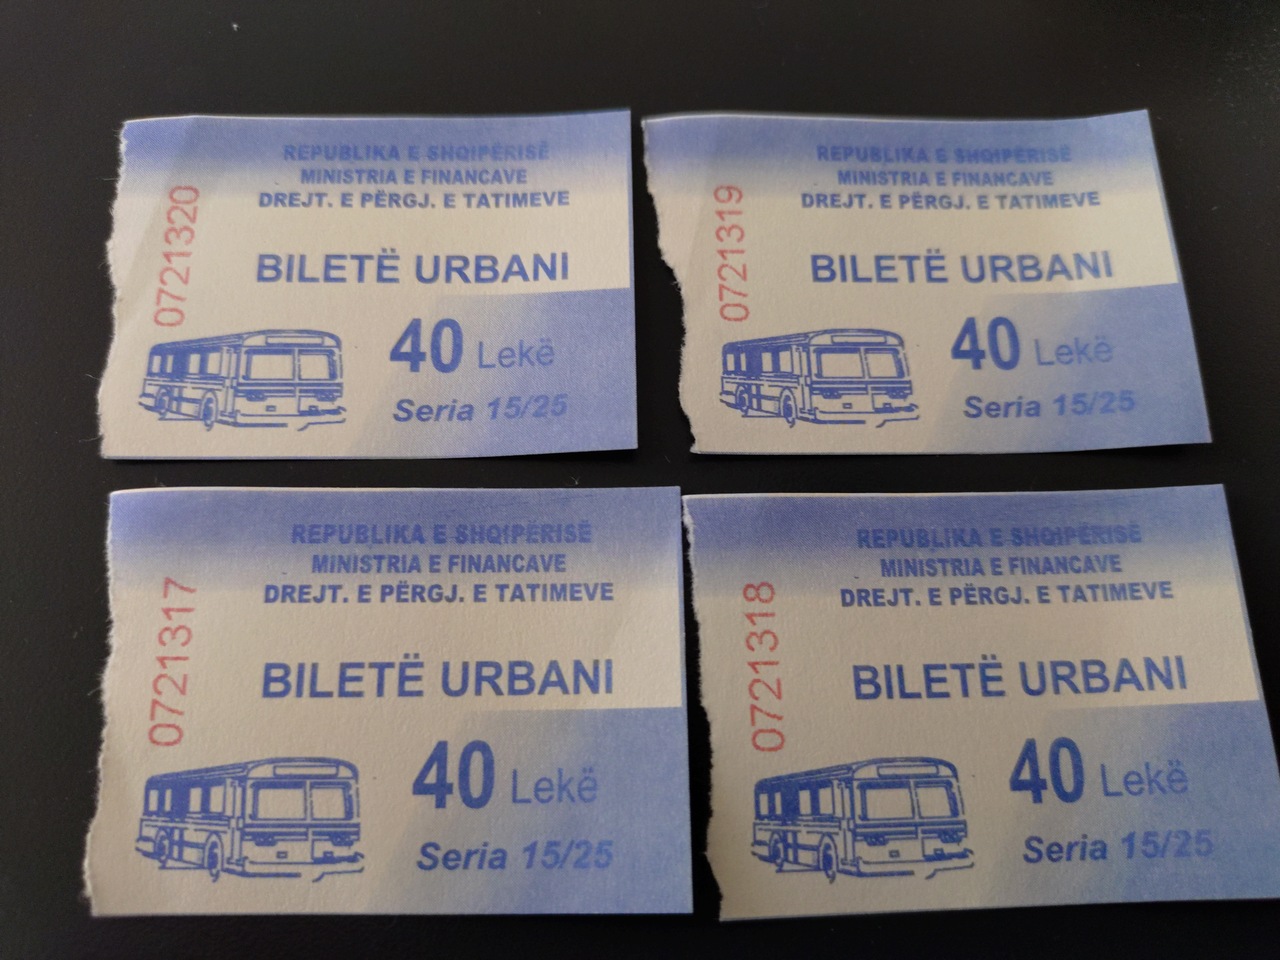 0721320
REPUBLIKA E SHQIPËRISË
MINISTRIA E FINANCAVE
DREJT. E PËRGJ. E TATIMEVE
BILETË URBANI
40 Lekë
Seria 15/25
0721319
REPUBLIKA E SHQIPËRISË
MINISTRIA E FINANCAVE
DREJT. E PËRGJ. E TATIMEVE
BILETË URBANI
40 Lekë
Seria 15/25
0721317
REPUBLIKA E SHQIPËRISË
MINISTRIA E FINANCAVE
DREJT. E PËRGJ. E TATIMEVE
BILETË URBANI
40 Lekë
Seria 15/25
0721318
REPUBLIKA E SHQIPËRISË
MINISTRIA E FINANCAVE
DREJT. E PËRGJ. E TATIMEVE
BILETË URBANI
40 Lekë
Seria 15/25